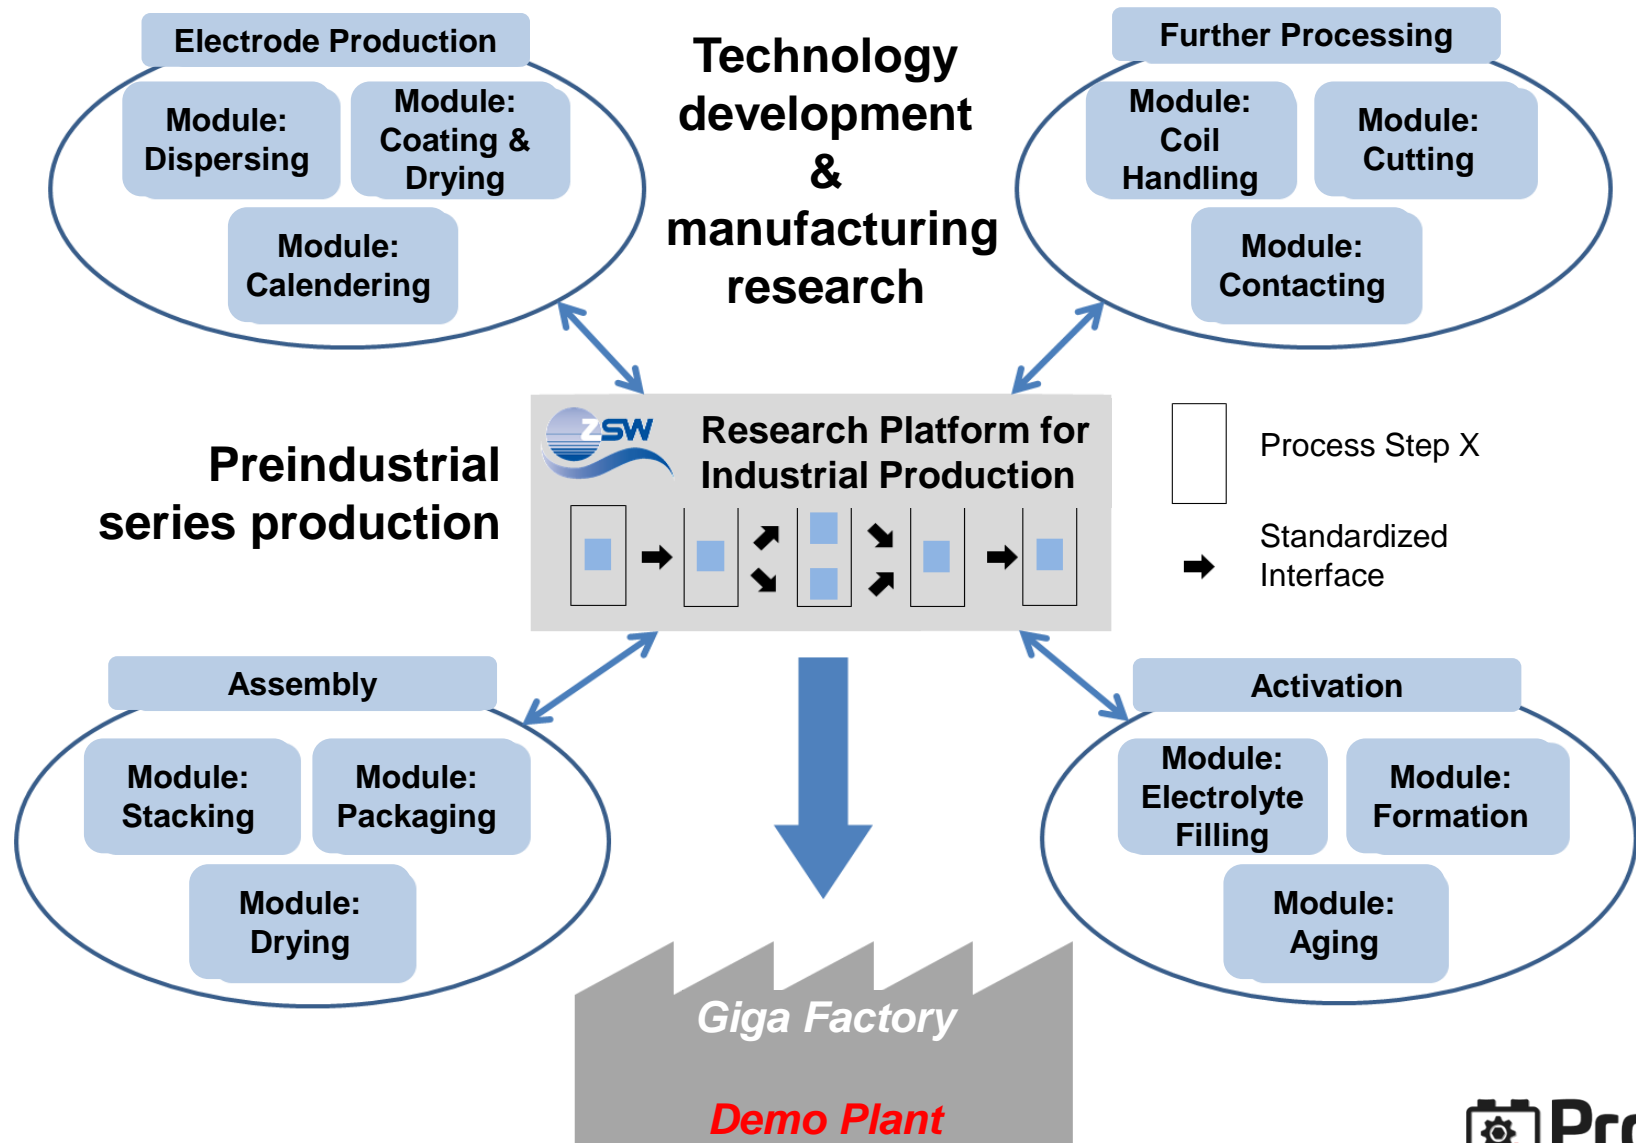 Electrode Production
Module:
Dispersing
Module:
Coating &
Drying
Module:
Calendering
Technology
development
&
manufacturing
research
Further Processing
Module:
Coil
Handling
Module:
Cutting
Module:
Contacting
Preindustrial
series production
ZSW
Research Platform for
Industrial Production
Process Step X
Standardized
Interface
Assembly
Module:
Stacking
Module:
Packaging
Module:
Drying
Activation
Module:
Electrolyte
Filling
Module:
Formation
Module:
Aging
Giga Factory
Demo Plant